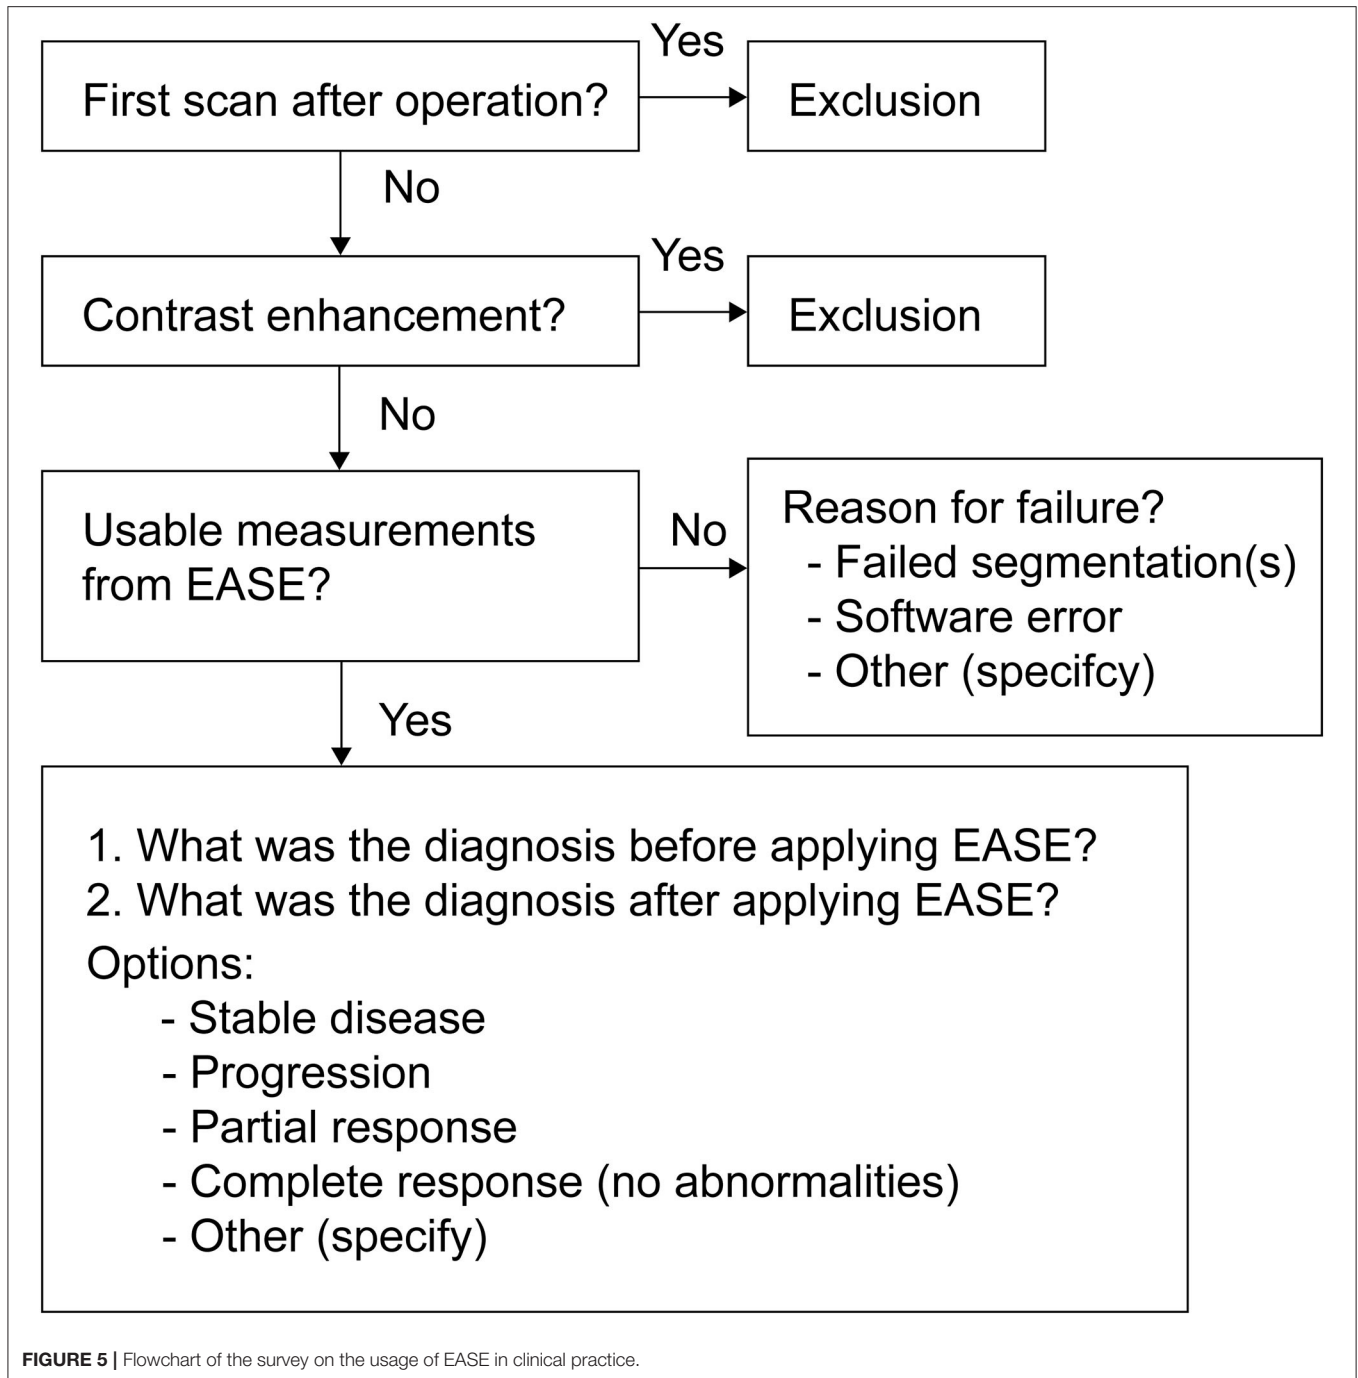 First scan after operation?
Yes
Exclusion
No
Contrast enhancement?
Yes
Exclusion
No
Usable measurements
from EASE?
No
Reason for failure?
- Failed segmentation(s)
- Software error
- Other (specifcy)
Yes
1. What was the diagnosis before applying EASE?
2. What was the diagnosis after applying EASE?
Options:
- Stable disease
- Progression
- Partial response
- Complete response (no abnormalities)
- Other (specify)
FIGURE 5 | Flowchart of the survey on the usage of EASE in clinical practice.